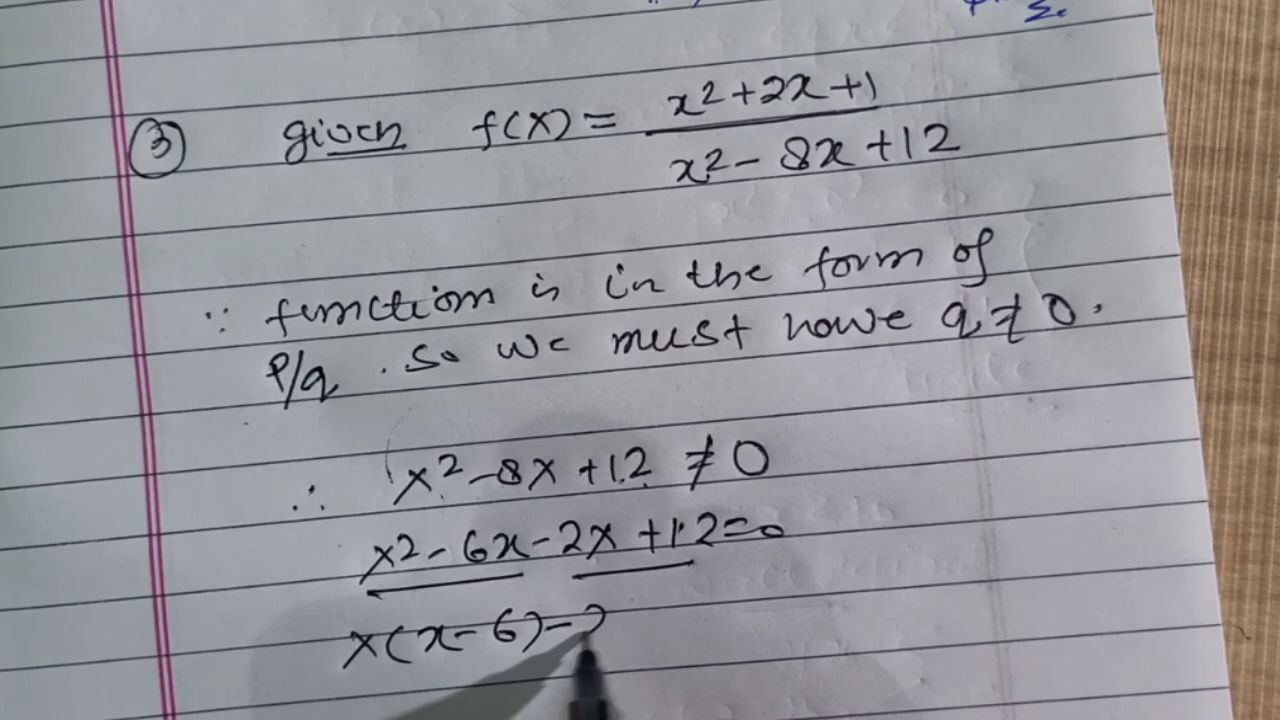 ③ given f(x) = x²+2x+1 / x²-8x+12
∵ function is in the form of
P/q . So we must have q ≠ 0.
∴ x²-8x+12 ≠ 0
x²-6x-2x+12=0
x(x-6)-2